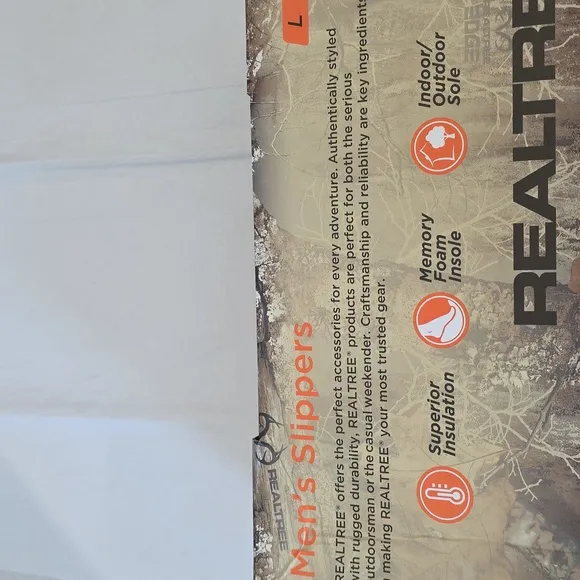 REALTREE
Men's Slippers
L
REALTREE® offers the perfect accessories for every adventure. Authentically styled
with rugged durability, REALTREE® products are perfect for both the serious
outdoorsman or the casual weekender. Craftsmanship and reliability are key ingredients
making REALTREE® your most trusted gear.
Superior
Insulation
Memory
Foam
Insole
Indoor/
Outdoor
Sole
REALTRE
REALTREE
EDGE